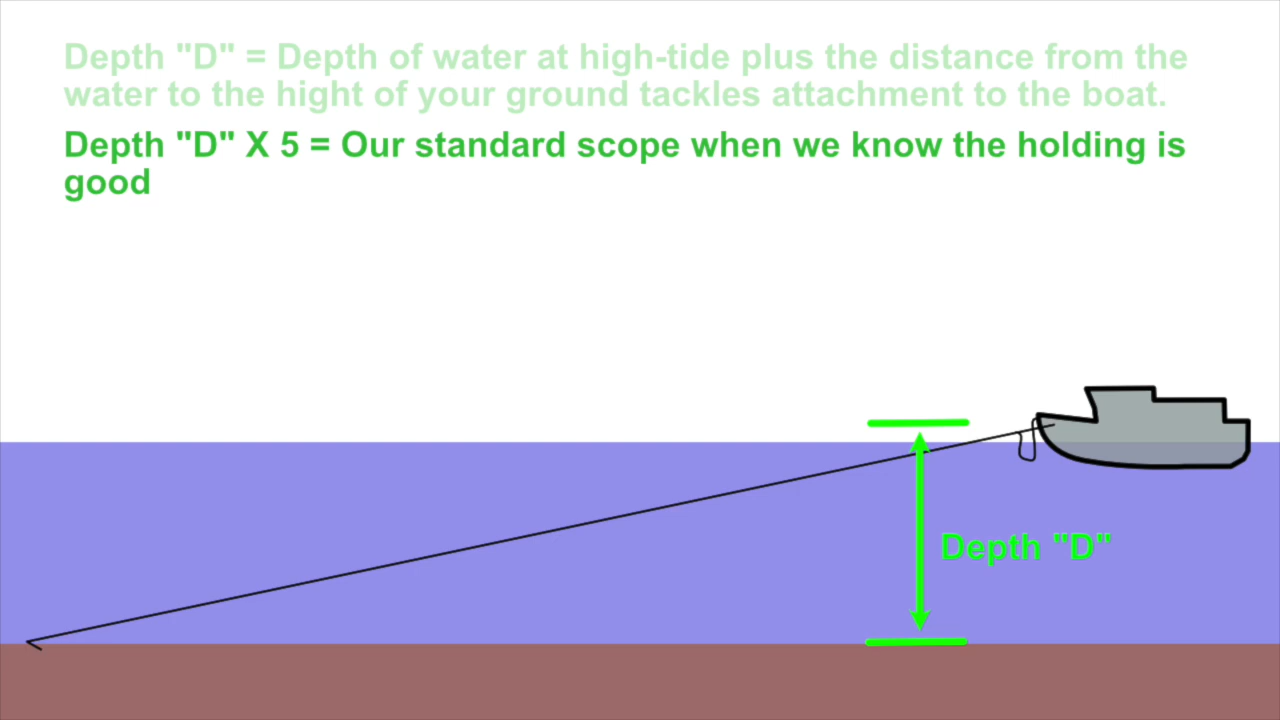 Depth "D" = Depth of water at high-tide plus the distance from the
water to the hight of your ground tackles attachment to the boat.
Depth "D" X 5 = Our standard scope when we know the holding is
good
Depth "D"